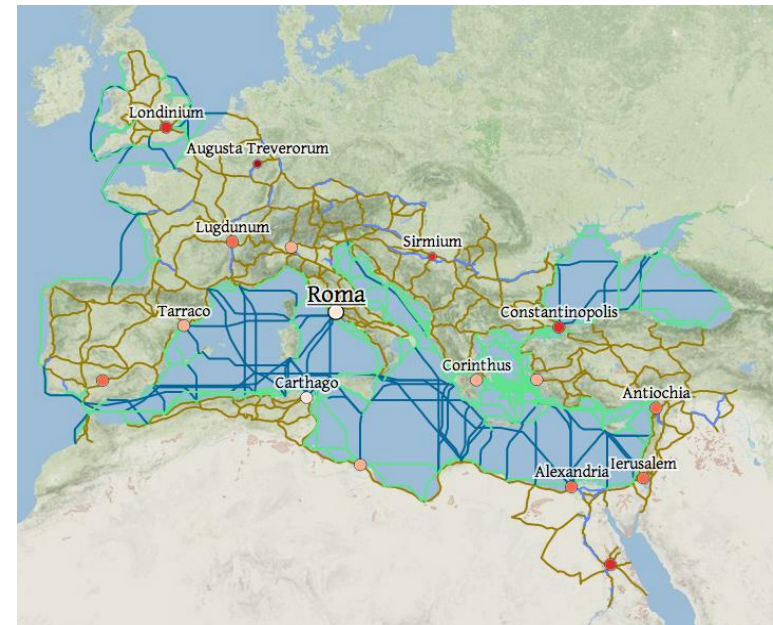 Londinium
Augusta Treverorum
Lugdunum
Sirmium
Roma
Tarraco
Constantinopolis
Corinthus
Carthago
Antiochia
Ierusalem
Alexandria